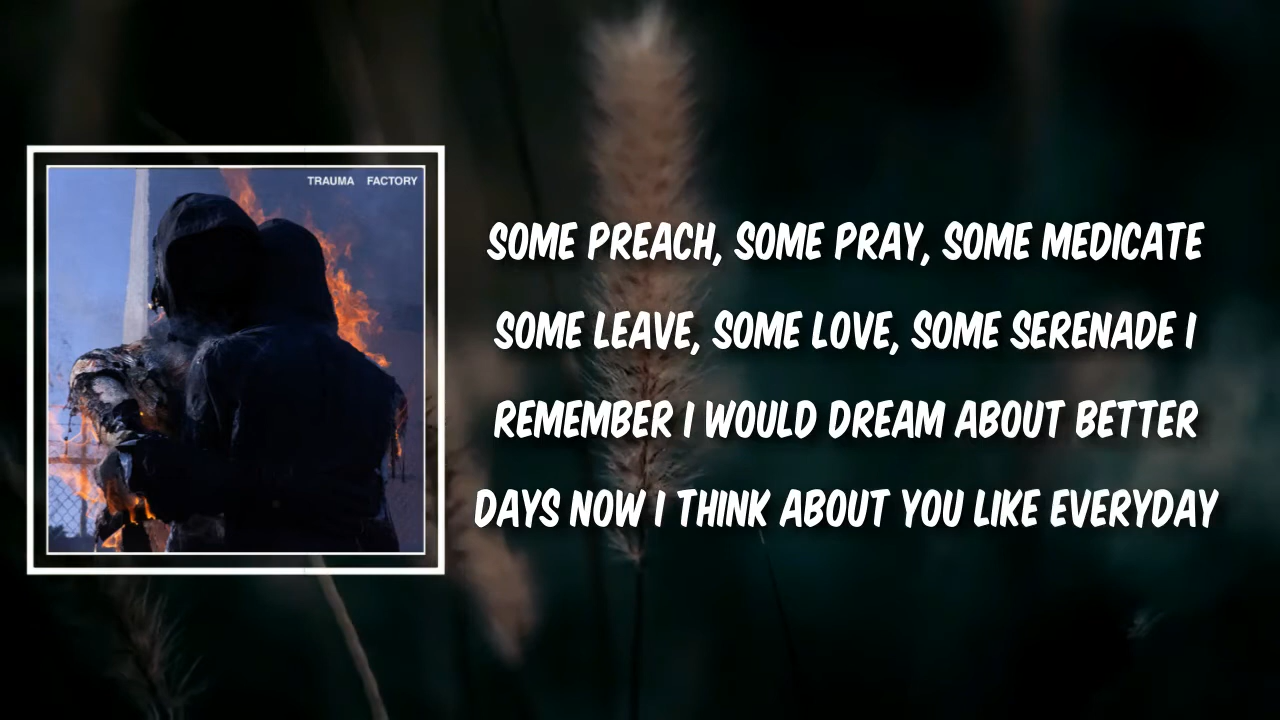 TRAUMA FACTORY
SOME PREACH, SOME PRAY, SOME MEDICATE
SOME LEAVE, SOME LOVE, SOME SERENADE I
REMEMBER I WOULD DREAM ABOUT BETTER
DAYS NOW I THINK ABOUT YOU LIKE EVERYDAY